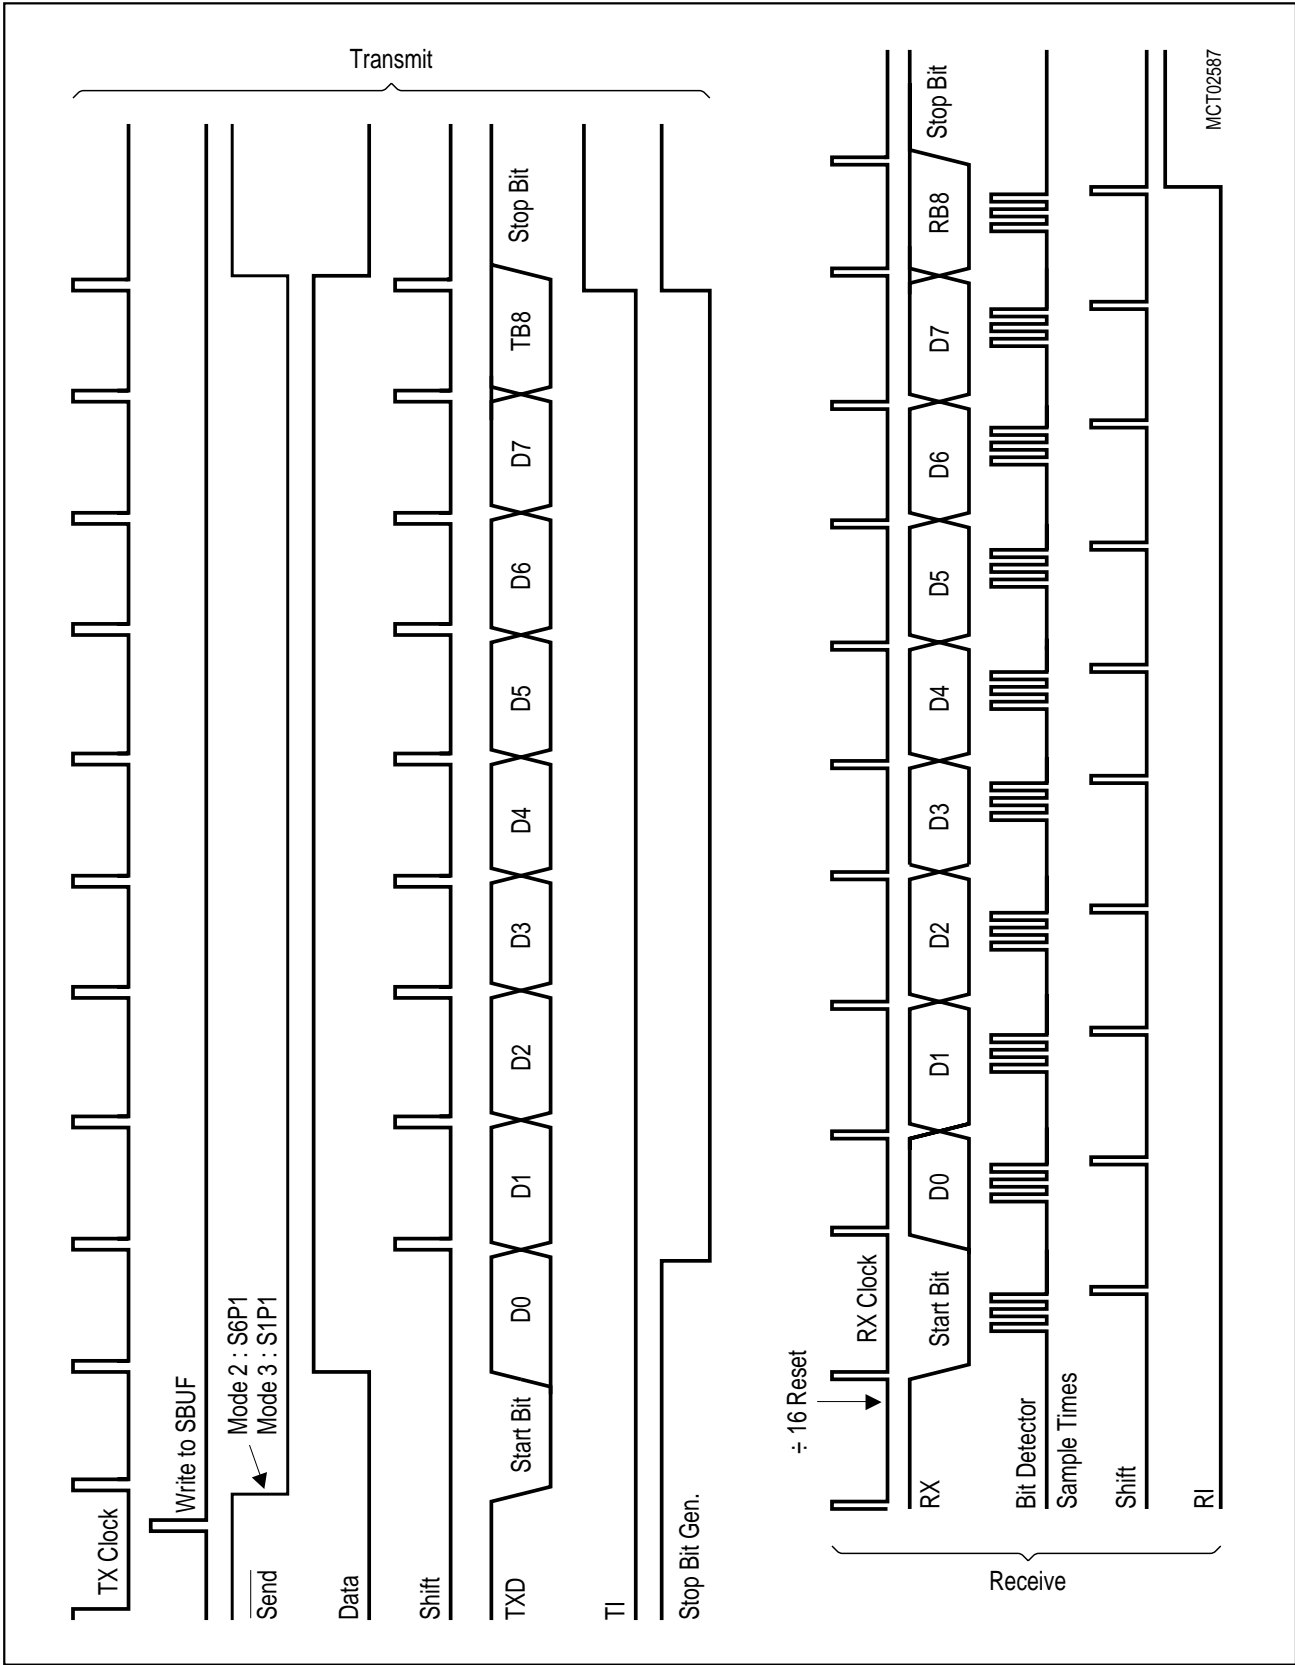 Transmit
TX Clock
Write to SBUF
Mode 2 : S6P1
Mode 3 : S1P1
Send
Data
Shift
TXD
Start Bit
D0
D1
D2
D3
D4
D5
D6
D7
TB8
Stop Bit
TI
Stop Bit Gen.
÷ 16 Reset
RX Clock
RX
Start Bit
D0
D1
D2
D3
D4
D5
D6
D7
RB8
Stop Bit
Bit Detector
Sample Times
Shift
RI
Receive
MCT02587